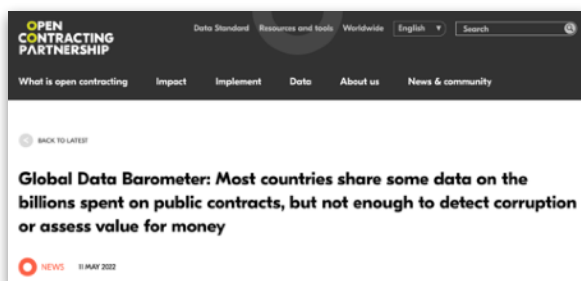 OPEN
CONTRACTING
PARTNERSHIP
Data Standard Resources and tools Worldwide English Search
What is open contracting Impact Implement Data About us News & community
BACK TO LATEST
Global Data Barometer: Most countries share some data on the
billions spent on public contracts, but not enough to detect corruption
or assess value for money
NEWS 11 MAY 2022